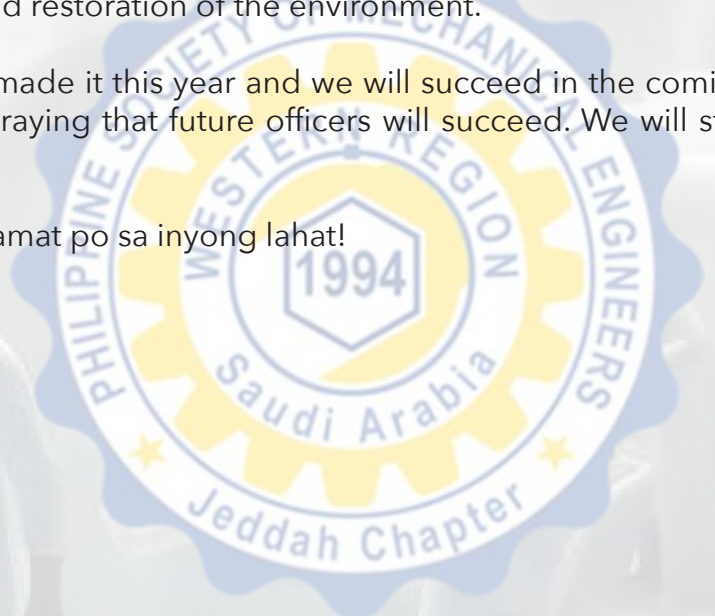 d restoration of the environment.
made it this year and we will succeed in the comi
raying that future officers will succeed. We will s
amat po sa inyong lahat!
PHILIPPINE SOCIETY OF MECHANICAL ENGINEERS
WESTERN REGION
1994
Saudi Arabia
Jeddah Chapter